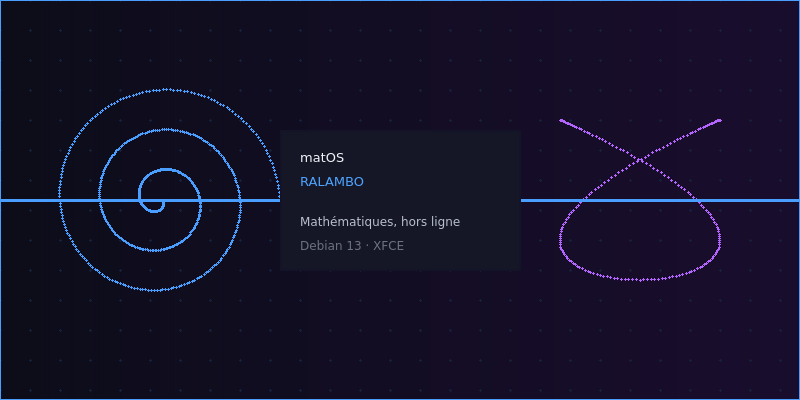 matOS
RALAMBO
Mathématiques, hors ligne
Debian 13 · XFCE